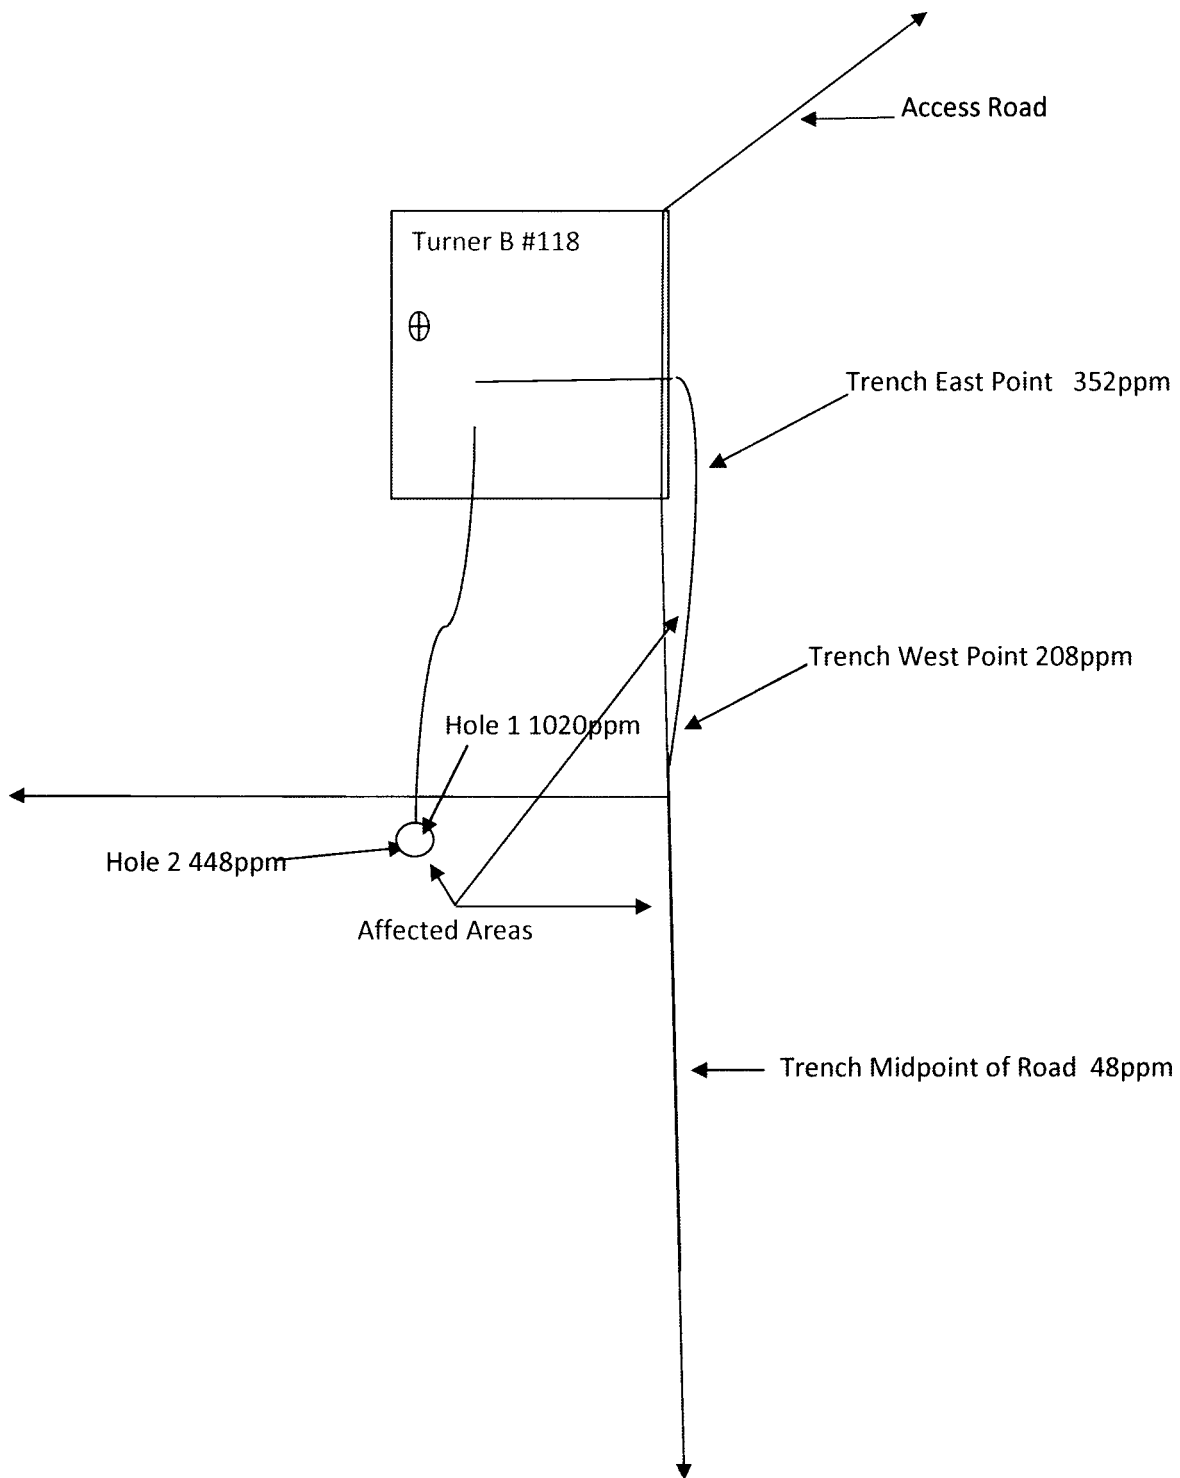 Access Road
Turner B #118
Trench East Point   352ppm
Trench West Point 208ppm
Hole 1 1020ppm
Hole 2 448ppm
Affected Areas
Trench Midpoint of Road  48ppm